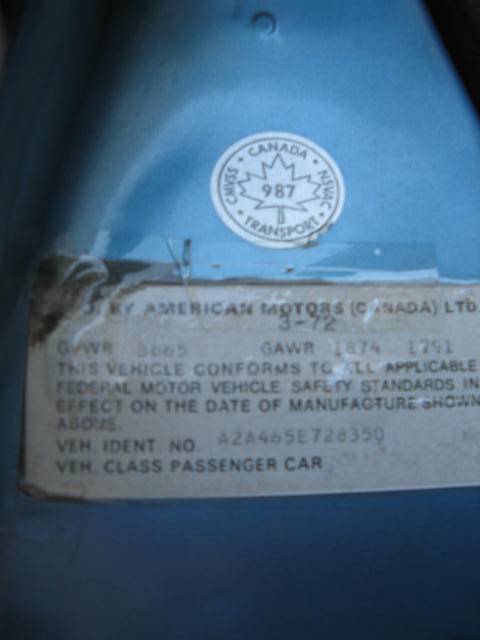 CANADA
CMVSS 987 NSVAC
TRANSPORT
BY AMERICAN MOTORS (CANADA) LTD.
3-72
GVWR 3665 GAWR 1874 1791
THIS VEHICLE CONFORMS TO ALL APPLICABLE
FEDERAL MOTOR VEHICLE SAFETY STANDARDS IN
EFFECT ON THE DATE OF MANUFACTURE SHOWN
ABOVE.
VEH. IDENT. NO. A2A465E728350
VEH. CLASS PASSENGER CAR